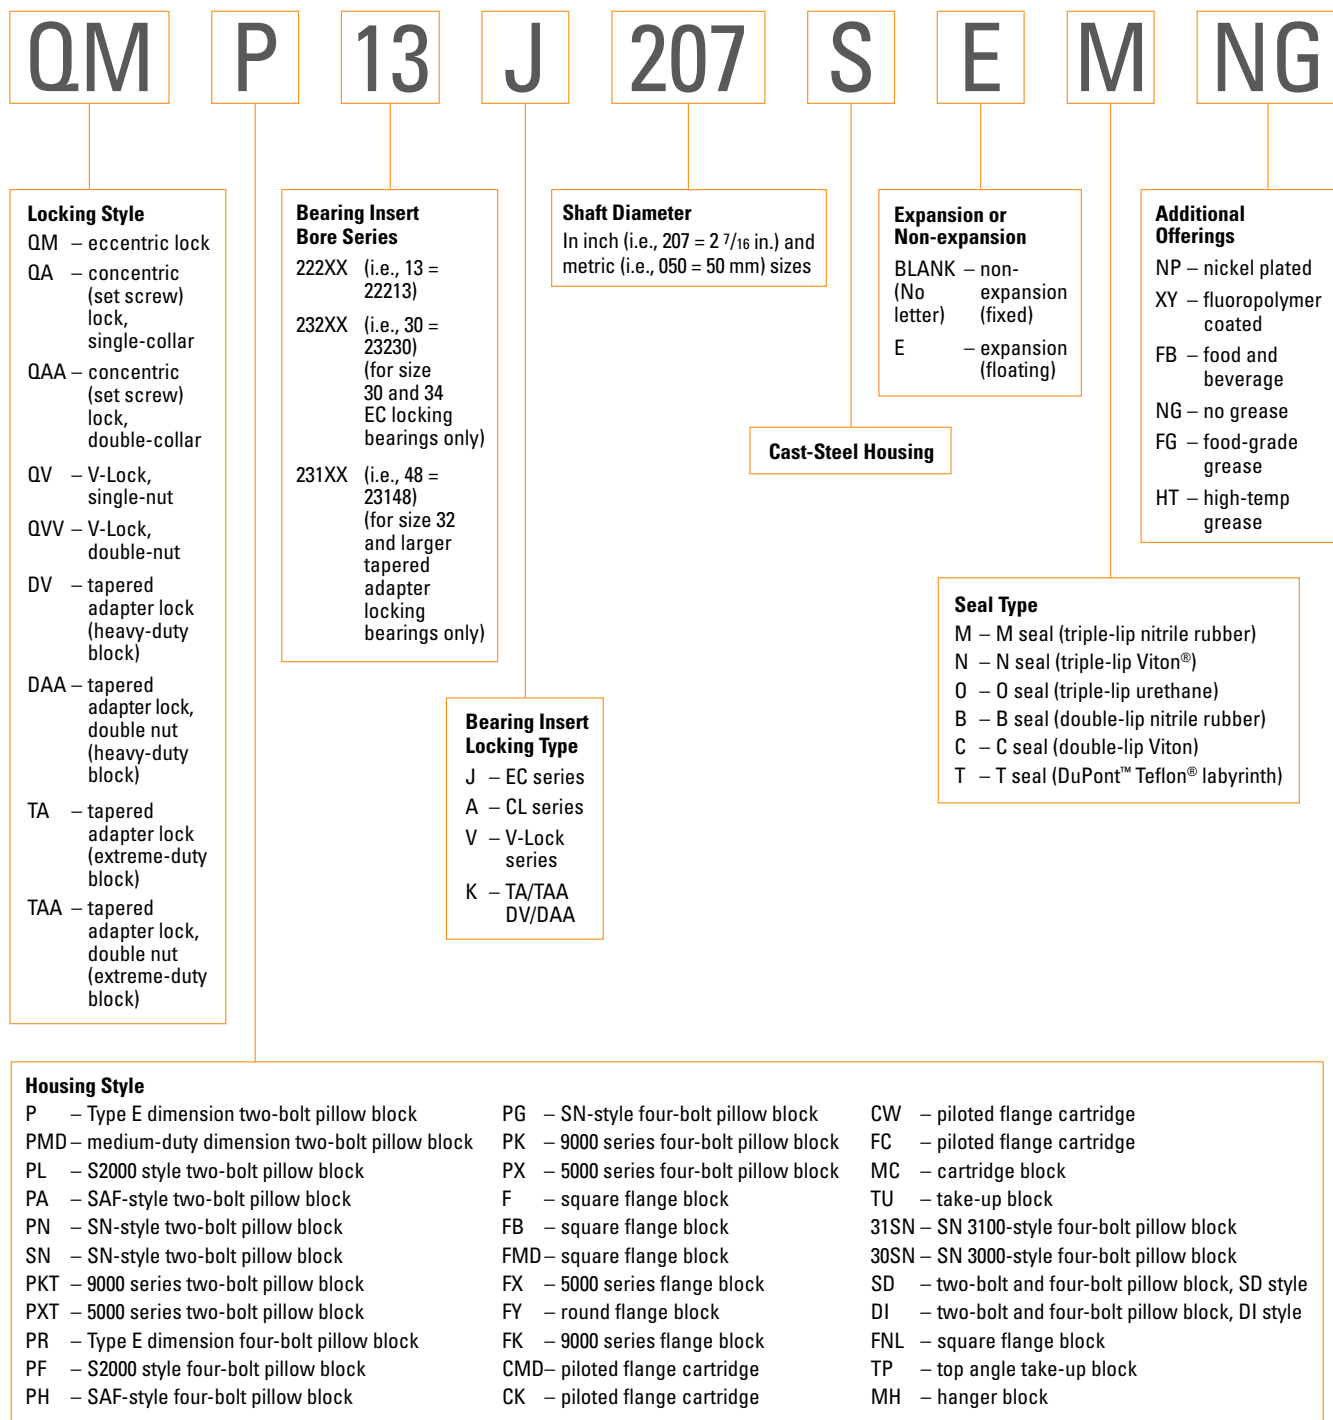 QM P 13 J 207 S E M NG
Locking Style
QM – eccentric lock
QA – concentric
(set screw)
lock,
single-collar
QAA – concentric
(set screw)
lock,
double-collar
QV – V-Lock,
single-nut
QVV – V-Lock,
double-nut
DV – tapered
adapter lock
(heavy-duty
block)
DAA – tapered
adapter lock,
double nut
(heavy-duty
block)
TA – tapered
adapter lock
(extreme-duty
block)
TAA – tapered
adapter lock,
double nut
(extreme-duty
block)
Bearing Insert
Bore Series
222XX (i.e., 13 =
22213)
232XX (i.e., 30 =
23230)
(for size
30 and 34
EC locking
bearings only)
231XX (i.e., 48 =
23148)
(for size 32
and larger
tapered
adapter
locking
bearings only)
Bearing Insert
Locking Type
J – EC series
A – CL series
V – V-Lock
series
K – TA/TAA
DV/DAA
Shaft Diameter
In inch (i.e., 207 = 2 7/16 in.) and
metric (i.e., 050 = 50 mm) sizes
Cast-Steel Housing
Expansion or
Non-expansion
BLANK – non-
(No expansion
letter) (fixed)
E – expansion
(floating)
Seal Type
M – M seal (triple-lip nitrile rubber)
N – N seal (triple-lip Viton®)
O – O seal (triple-lip urethane)
B – B seal (double-lip nitrile rubber)
C – C seal (double-lip Viton)
T – T seal (DuPont™ Teflon® labyrinth)
Additional
Offerings
NP – nickel plated
XY – fluoropolymer
coated
FB – food and
beverage
NG – no grease
FG – food-grade
grease
HT – high-temp
grease
Housing Style
P – Type E dimension two-bolt pillow block
PMD – medium-duty dimension two-bolt pillow block
PL – S2000 style two-bolt pillow block
PA – SAF-style two-bolt pillow block
PN – SN-style two-bolt pillow block
SN – SN-style two-bolt pillow block
PKT – 9000 series two-bolt pillow block
PXT – 5000 series two-bolt pillow block
PR – Type E dimension four-bolt pillow block
PF – S2000 style four-bolt pillow block
PH – SAF-style four-bolt pillow block
PG – SN-style four-bolt pillow block
PK – 9000 series four-bolt pillow block
PX – 5000 series four-bolt pillow block
F – square flange block
FB – square flange block
FMD – square flange block
FX – 5000 series flange block
FY – round flange block
FK – 9000 series flange block
CMD – piloted flange cartridge
CK – piloted flange cartridge
CW – piloted flange cartridge
FC – piloted flange cartridge
MC – cartridge block
TU – take-up block
31SN – SN 3100-style four-bolt pillow block
30SN – SN 3000-style four-bolt pillow block
SD – two-bolt and four-bolt pillow block, SD style
DI – two-bolt and four-bolt pillow block, DI style
FNL – square flange block
TP – top angle take-up block
MH – hanger block